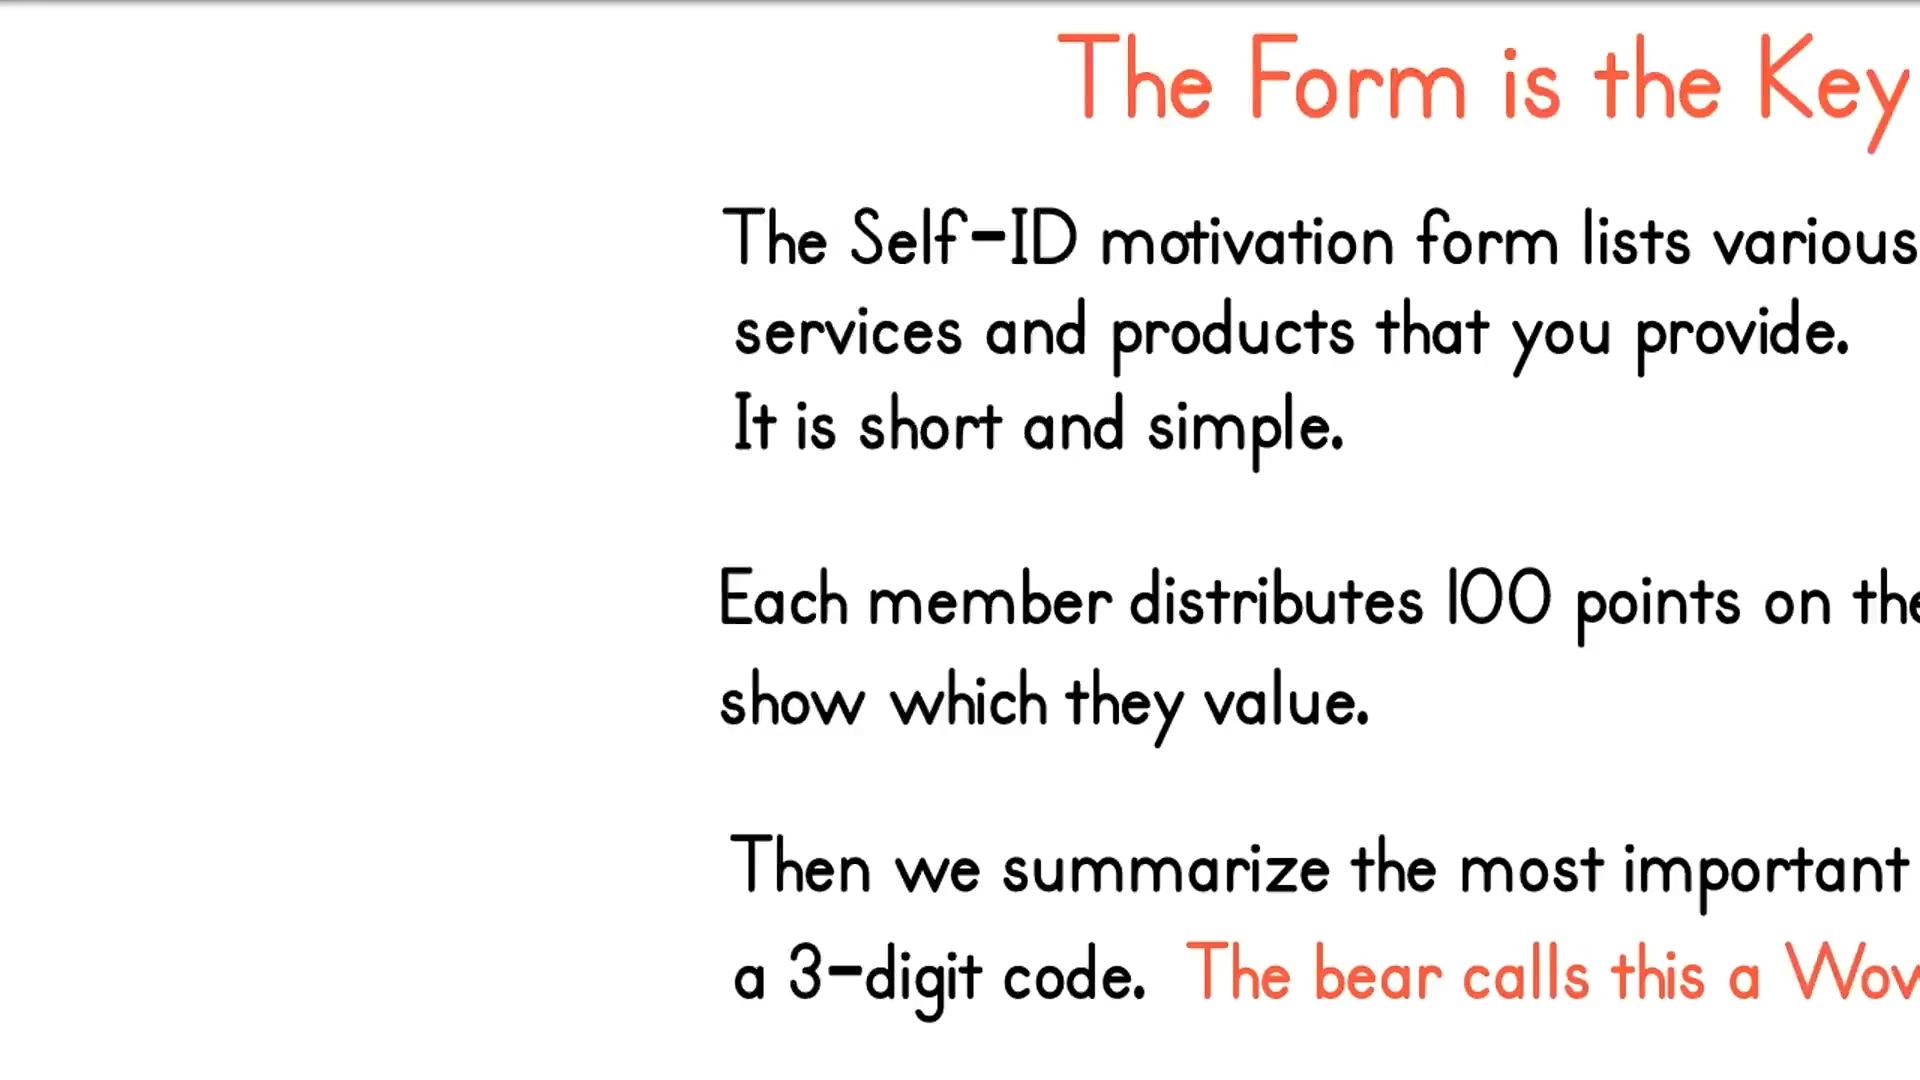 The Form is the Key
The Self-ID motivation form lists various
services and products that you provide.
It is short and simple.
Each member distributes 100 points on
show which they value.
Then we summarize the most important
a 3-digit code. The bear calls this a